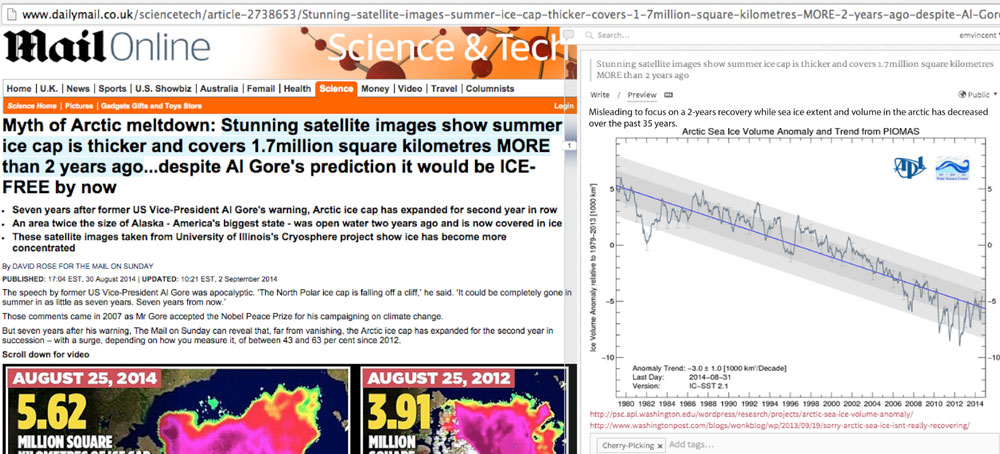 www.dailymail.co.uk/sciencetech/article-2738653/Stunning-satellite-images-summer-ice-cap-thicker-covers-1-7million-square-kilometres-MORE-2-years-ago-despite-Al-Gor
Mail Online
Science & Tech
Home | U.K. | News | Sports | U.S. Showbiz | Australia | Femail | Health | Science | Money | Video | Travel | Columnists
Science Home | Pictures | Gadgets Gifts and Toys Store
Login
Myth of Arctic meltdown: Stunning satellite images show summer
ice cap is thicker and covers 1.7million square kilometres MORE
than 2 years ago...despite Al Gore's prediction it would be ICE-
FREE by now
• Seven years after former US Vice-President Al Gore's warning, Arctic ice cap has expanded for second year in row
• An area twice the size of Alaska - America's biggest state - was open water two years ago and is now covered in ice
• These satellite images taken from University of Illinois's Cryosphere project show ice has become more
concentrated
By DAVID ROSE FOR THE MAIL ON SUNDAY
PUBLISHED: 17:04 EST, 30 August 2014 | UPDATED: 10:21 EST, 2 September 2014
The speech by former US Vice-President Al Gore was apocalyptic. 'The North Polar ice cap is falling off a cliff,' he said. 'It could be completely gone in
summer in as little as seven years. Seven years from now.'
Those comments came in 2007 as Mr Gore accepted the Nobel Peace Prize for his campaigning on climate change.
But seven years after his warning, The Mail on Sunday can reveal that, far from vanishing, the Arctic ice cap has expanded for the second year in
succession – with a surge, depending on how you measure it, of between 43 and 63 per cent since 2012.
Scroll down for video
AUGUST 25, 2014
5.62
MILLION SQUARE
KILOMETRES OF ICE CAP
AUGUST 25, 2012
3.91
MILLION
SQUARE
1
Search...
emvincent
Stunning satellite images show summer ice cap is thicker and covers 1.7million square kilometres
MORE than 2 years ago
Write / Preview
Public
Misleading to focus on a 2-years recovery while sea ice extent and volume in the arctic has decreased
over the past 35 years.
Arctic Sea Ice Volume Anomaly and Trend from PIOMAS
Ice Volume Anomaly relative to 1979-2013 [1000 km³]
5
0
-5
-10
5
0
-5
-10
Anomaly Trend: -3.0 ± 1.0 [1000 km³/Decade]
Last Day: 2014-08-31
Version: IC-SST 2.1
1980 1982 1984 1986 1988 1990 1992 1994 1996 1998 2000 2002 2004 2006 2008 2010 2012 2014
http://psc.apl.washington.edu/wordpress/research/projects/arctic-sea-ice-volume-anomaly/
http://www.washingtonpost.com/blogs/wonkblog/wp/2013/09/19/sorry-arctic-sea-ice-isnt-really-recovering/
Cherry-Picking × Add tags...